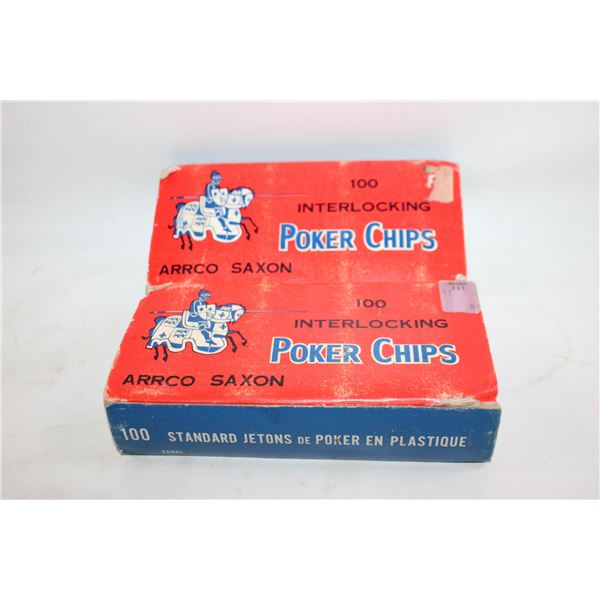 100
INTERLOCKING
POKER CHIPS
ARRCO SAXON
100
INTERLOCKING
POKER CHIPS
ARRCO SAXON
100 STANDARD JETONS DE POKER EN PLASTIQUE